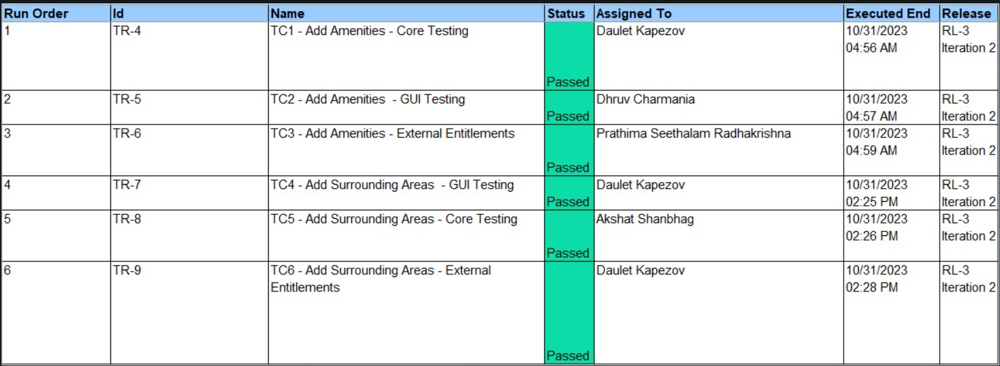 Run Order Id Name Status Assigned To Executed End Release
1 TR-4 TC1 - Add Amenities - Core Testing Daulet Kapezov 10/31/2023 RL-3
04:56 AM Iteration 2
Passed
2 TR-5 TC2 - Add Amenities  - GUI Testing Dhruv Charmania 10/31/2023 RL-3
Passed 04:57 AM Iteration 2
3 TR-6 TC3 - Add Amenities - External Entitlements Prathima Seethalam Radhakrishna 10/31/2023 RL-3
04:59 AM Iteration 2
Passed
4 TR-7 TC4 - Add Surrounding Areas  - GUI Testing Daulet Kapezov 10/31/2023 RL-3
Passed 02:25 PM Iteration 2
5 TR-8 TC5 - Add Surrounding Areas - Core Testing Akshat Shanbhag 10/31/2023 RL-3
02:26 PM Iteration 2
Passed
6 TR-9 TC6 - Add Surrounding Areas - External Daulet Kapezov 10/31/2023 RL-3
Entitlements 02:28 PM Iteration 2
Passed